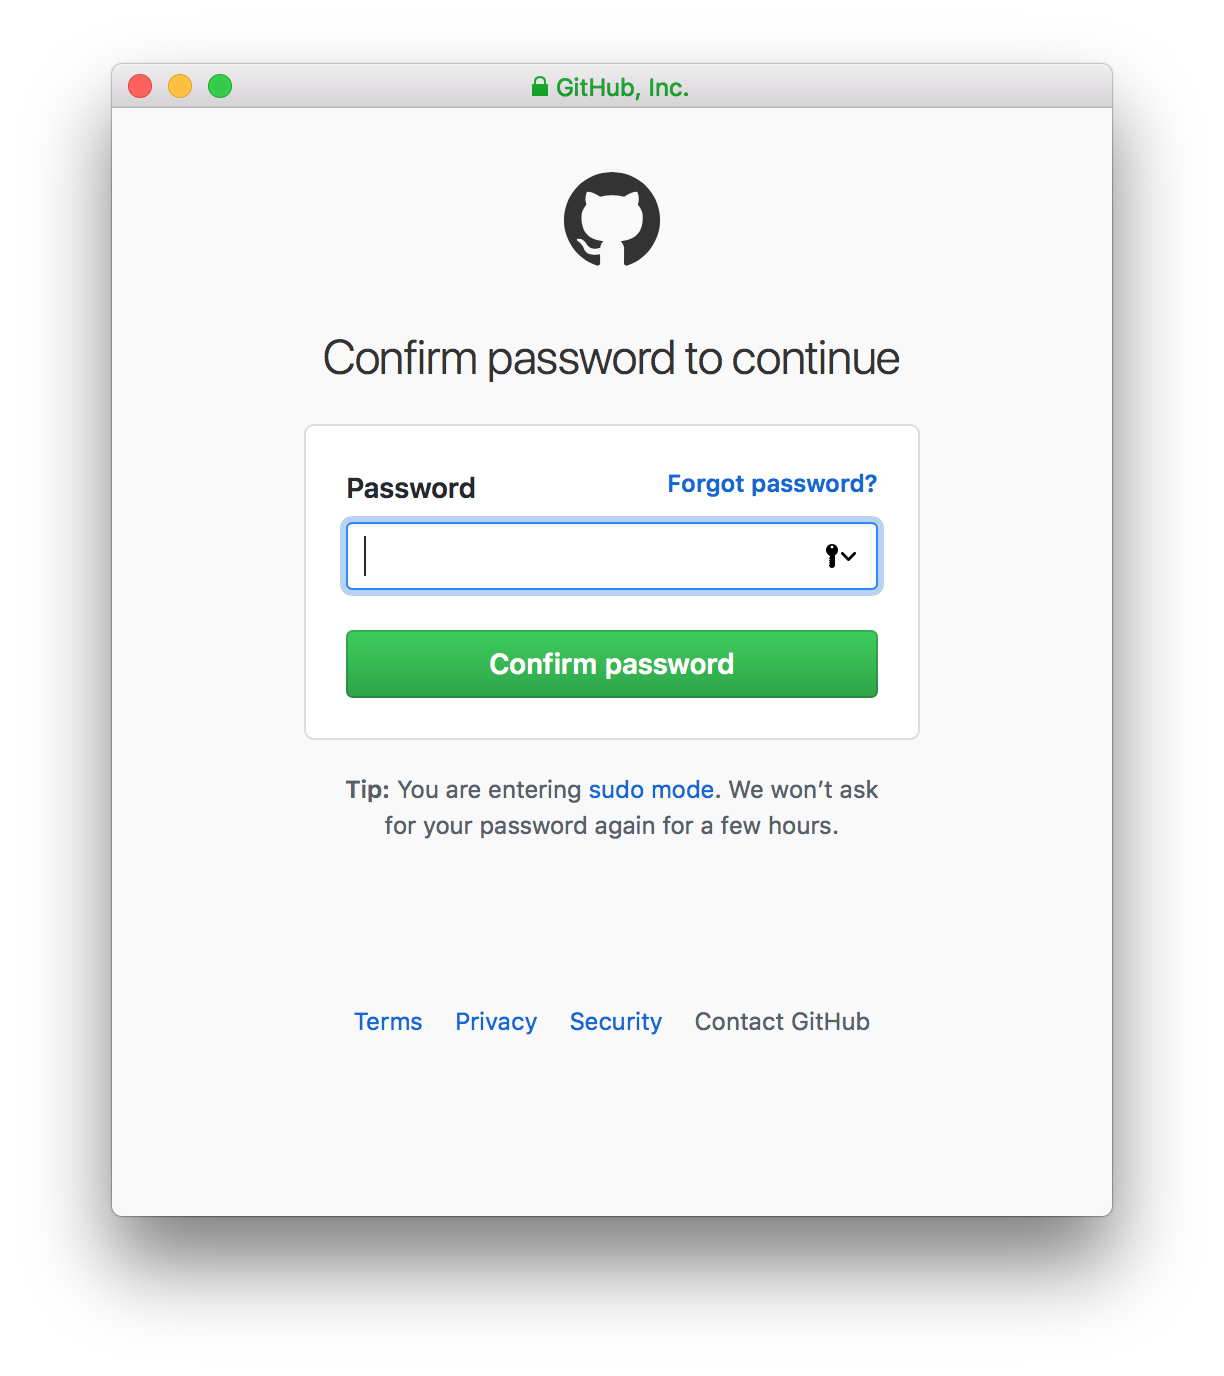 GitHub, Inc.
Confirm password to continue
Password
Forgot password?
Confirm password
Tip: You are entering sudo mode. We won’t ask
for your password again for a few hours.
Terms Privacy Security Contact GitHub